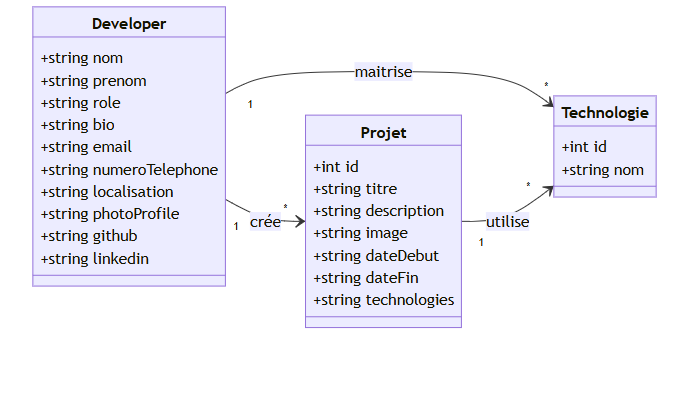 Developer
+string nom
+string prenom
+string role
+string bio
+string email
+string numeroTelephone
+string localisation
+string photoProfile
+string github
+string linkedin
maitrise
1
*
crée
1
*
Projet
+int id
+string titre
+string description
+string image
+string dateDebut
+string dateFin
+string technologies
utilise
1
*
Technologie
+int id
+string nom